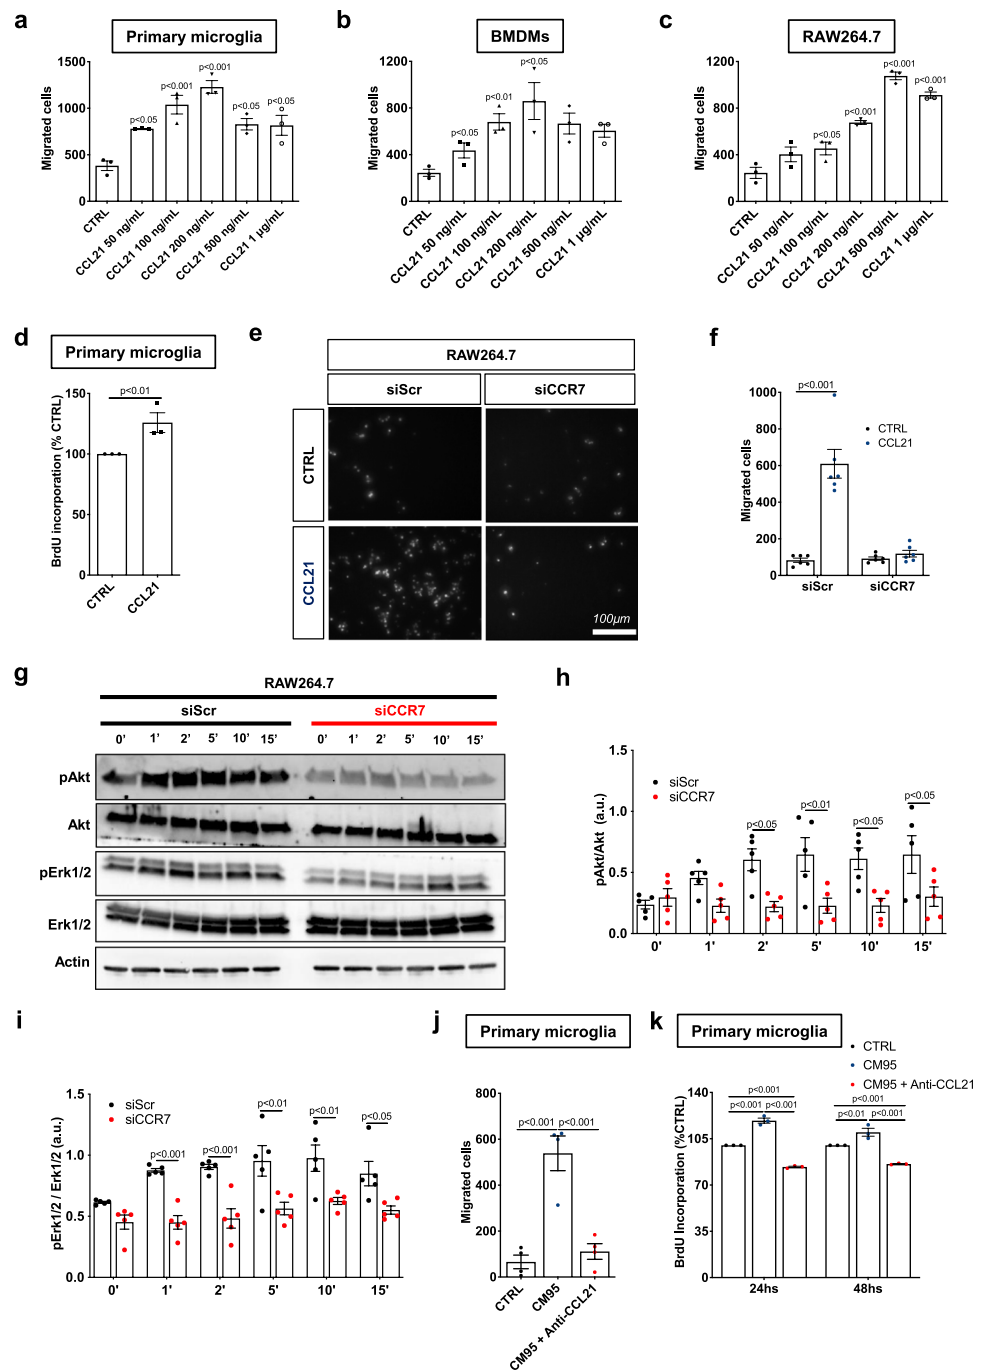 a
Primary microglia
Migrated cells
1500
1000
500
0
p<0.05
p<0.001
p<0.001
p<0.05
p<0.05
CTRL
CCL21 50 ng/mL
CCL21 100 ng/mL
CCL21 200 ng/mL
CCL21 500 ng/mL
CCL21 1 µg/mL
b
BMDMs
Migrated cells
1200
800
400
0
p<0.05
p<0.01
p<0.05
CTRL
CCL21 50 ng/mL
CCL21 100 ng/mL
CCL21 200 ng/mL
CCL21 500 ng/mL
CCL21 1 µg/mL
c
RAW264.7
Migrated cells
1200
800
400
0
p<0.05
p<0.001
p<0.001
p<0.001
CTRL
CCL21 50 ng/mL
CCL21 100 ng/mL
CCL21 200 ng/mL
CCL21 500 ng/mL
CCL21 1 µg/mL
d
Primary microglia
BrdU incorporation (% CTRL)
150
100
50
0
p<0.01
CTRL
CCL21
e
RAW264.7
siScr
siCCR7
CTRL
CCL21
100µm
f
Migrated cells
1000
800
600
400
200
0
p<0.001
CTRL
CCL21
siScr
siCCR7
g
RAW264.7
siScr
siCCR7
0' 1' 2' 5' 10' 15' 0' 1' 2' 5' 10' 15'
pAkt
Akt
pErk1/2
Erk1/2
Actin
h
pAkt/Akt (a.u.)
1.5
1.0
0.5
0.0
siScr
siCCR7
p<0.05
p<0.01
p<0.05
p<0.05
0' 1' 2' 5' 10' 15'
i
pErk1/2 / Erk1/2 (a.u.)
1.5
1.0
0.5
0.0
siScr
siCCR7
p<0.001
p<0.001
p<0.01
p<0.01
p<0.05
0' 1' 2' 5' 10' 15'
j
Primary microglia
Migrated cells
800
600
400
200
0
p<0.001 p<0.001
CTRL
CM95
CM95 + Anti-CCL21
k
Primary microglia
CTRL
CM95
CM95 + Anti-CCL21
BrdU Incorporation (%CTRL)
140
105
70
35
0
p<0.001
p<0.001 p<0.001
p<0.001
p<0.01 p<0.001
24hs
48hs